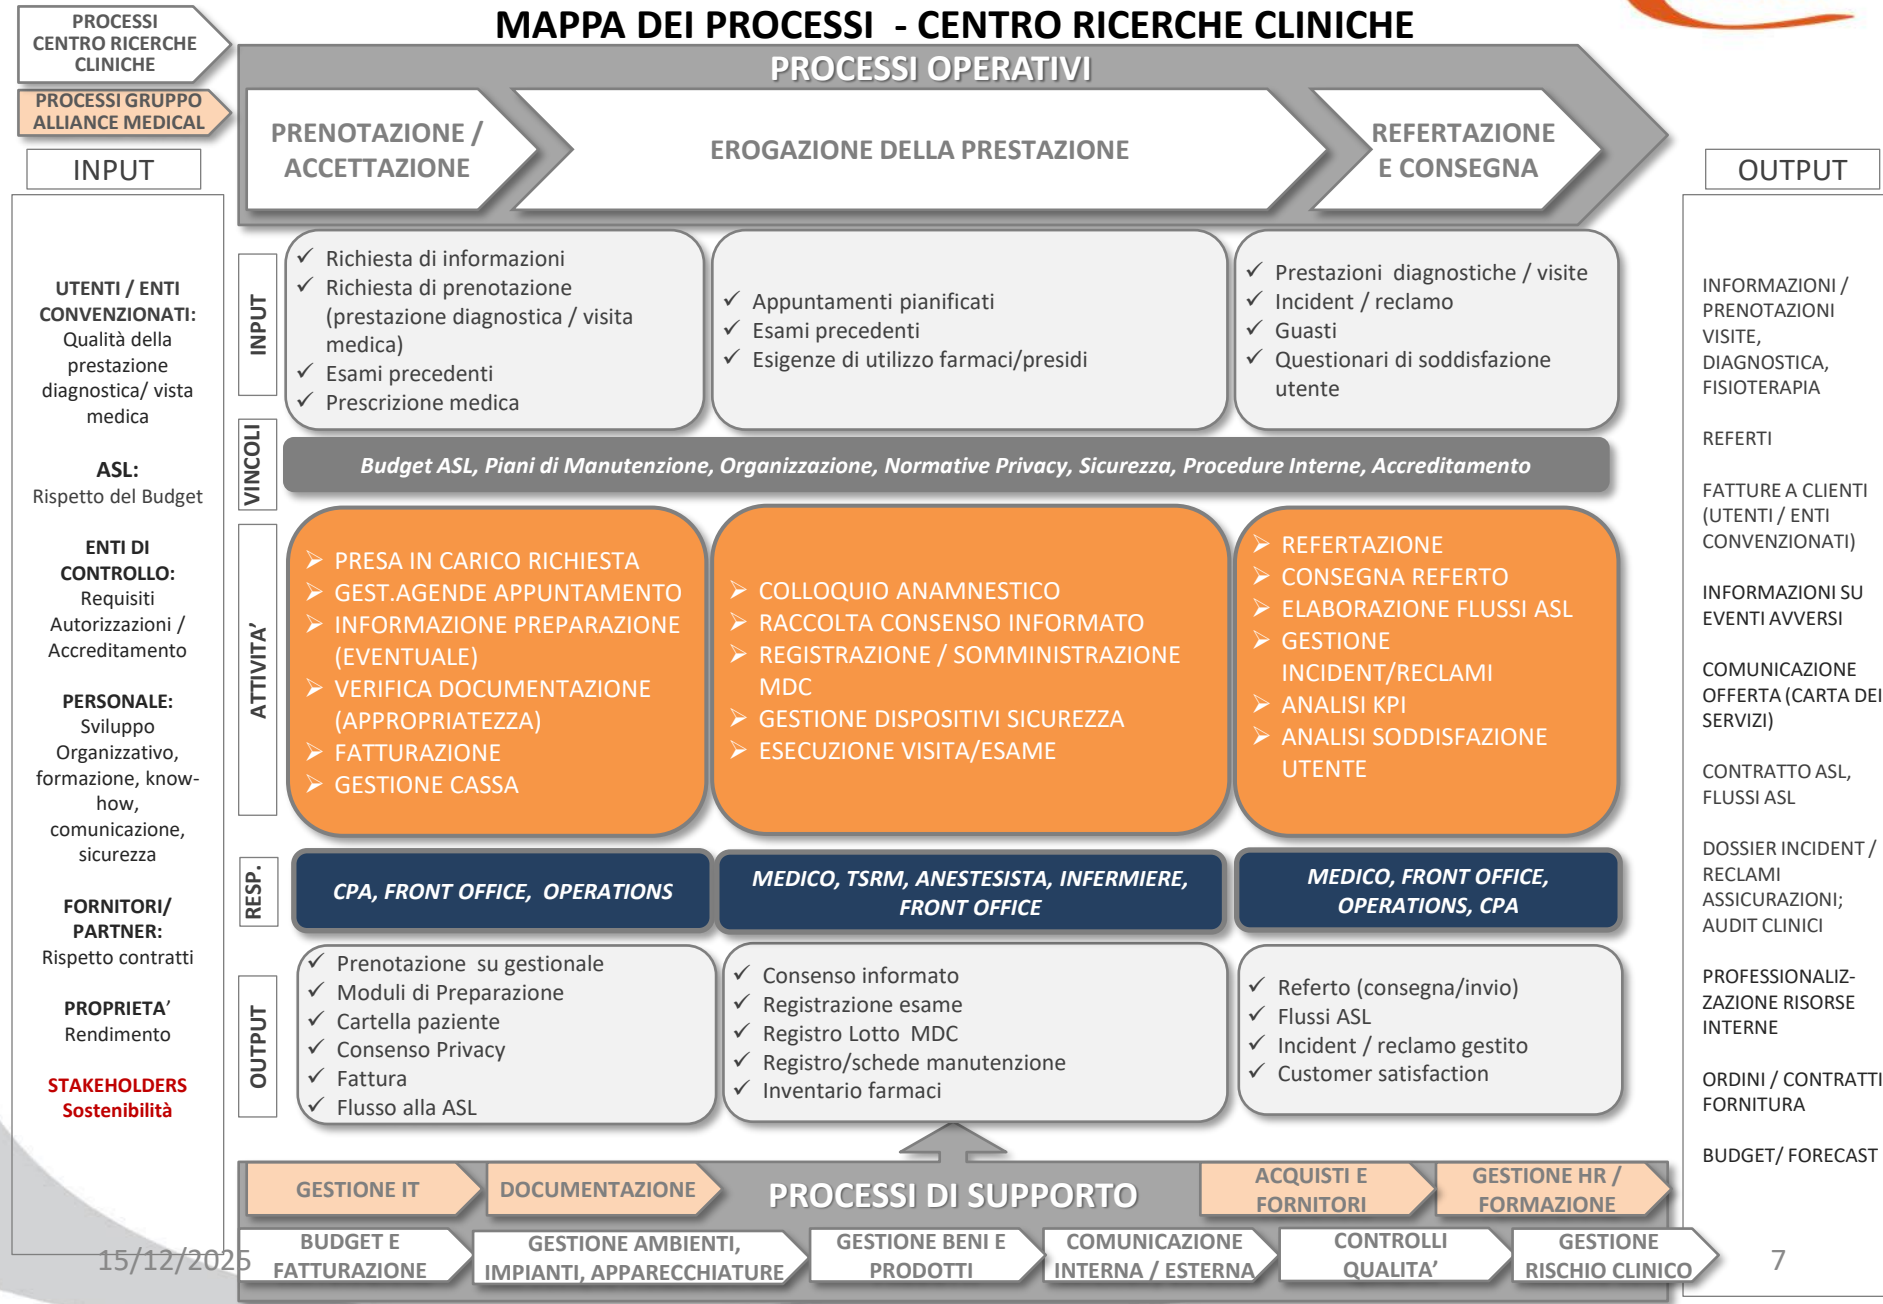 MAPPA DEI PROCESSI - CENTRO RICERCHE CLINICHE
PROCESSI
CENTRO RICERCHE
CLINICHE
PROCESSI GRUPPO
ALLIANCE MEDICAL
PROCESSI OPERATIVI
PRENOTAZIONE /
ACCETTAZIONE
EROGAZIONE DELLA PRESTAZIONE
REFERTAZIONE
E CONSEGNA
INPUT
UTENTI / ENTI
CONVENZIONATI:
Qualità della
prestazione
diagnostica/ vista
medica
ASL:
Rispetto del Budget
ENTI DI
CONTROLLO:
Requisiti
Autorizzazioni /
Accreditamento
PERSONALE:
Sviluppo
Organizzativo,
formazione, know-
how,
comunicazione,
sicurezza
FORNITORI/
PARTNER:
Rispetto contratti
PROPRIETA’
Rendimento
STAKEHOLDERS
Sostenibilità
INPUT
✓ Richiesta di informazioni
✓ Richiesta di prenotazione
(prestazione diagnostica / visita
medica)
✓ Esami precedenti
✓ Prescrizione medica
✓ Appuntamenti pianificati
✓ Esami precedenti
✓ Esigenze di utilizzo farmaci/presidi
✓ Prestazioni diagnostiche / visite
✓ Incident / reclamo
✓ Guasti
✓ Questionari di soddisfazione
utente
VINCOLI
Budget ASL, Piani di Manutenzione, Organizzazione, Normative Privacy, Sicurezza, Procedure Interne, Accreditamento
ATTIVITA’
➢ PRESA IN CARICO RICHIESTA
➢ GEST.AGENDE APPUNTAMENTO
➢ INFORMAZIONE PREPARAZIONE
(EVENTUALE)
➢ VERIFICA DOCUMENTAZIONE
(APPROPRIATEZZA)
➢ FATTURAZIONE
➢ GESTIONE CASSA
➢ COLLOQUIO ANAMNESTICO
➢ RACCOLTA CONSENSO INFORMATO
➢ REGISTRAZIONE / SOMMINISTRAZIONE
MDC
➢ GESTIONE DISPOSITIVI SICUREZZA
➢ ESECUZIONE VISITA/ESAME
➢ REFERTAZIONE
➢ CONSEGNA REFERTO
➢ ELABORAZIONE FLUSSI ASL
➢ GESTIONE
INCIDENT/RECLAMI
➢ ANALISI KPI
➢ ANALISI SODDISFAZIONE
UTENTE
RESP.
CPA, FRONT OFFICE, OPERATIONS
MEDICO, TSRM, ANESTESISTA, INFERMIERE,
FRONT OFFICE
MEDICO, FRONT OFFICE,
OPERATIONS, CPA
OUTPUT
✓ Prenotazione su gestionale
✓ Moduli di Preparazione
✓ Cartella paziente
✓ Consenso Privacy
✓ Fattura
✓ Flusso alla ASL
✓ Consenso informato
✓ Registrazione esame
✓ Registro Lotto MDC
✓ Registro/schede manutenzione
✓ Inventario farmaci
✓ Referto (consegna/invio)
✓ Flussi ASL
✓ Incident / reclamo gestito
✓ Customer satisfaction
OUTPUT
INFORMAZIONI /
PRENOTAZIONI
VISITE,
DIAGNOSTICA,
FISIOTERAPIA
REFERTI
FATTURE A CLIENTI
(UTENTI / ENTI
CONVENZIONATI)
INFORMAZIONI SU
EVENTI AVVERSI
COMUNICAZIONE
OFFERTA (CARTA DEI
SERVIZI)
CONTRATTO ASL,
FLUSSI ASL
DOSSIER INCIDENT /
RECLAMI
ASSICURAZIONI;
AUDIT CLINICI
PROFESSIONALIZ-
ZAZIONE RISORSE
INTERNE
ORDINI / CONTRATTI
FORNITURA
BUDGET/ FORECAST
GESTIONE IT
DOCUMENTAZIONE
PROCESSI DI SUPPORTO
ACQUISTI E
FORNITORI
GESTIONE HR /
FORMAZIONE
BUDGET E
FATTURAZIONE
GESTIONE AMBIENTI,
IMPIANTI, APPARECCHIATURE
GESTIONE BENI E
PRODOTTI
COMUNICAZIONE
INTERNA / ESTERNA
CONTROLLI
QUALITA’
GESTIONE
RISCHIO CLINICO
15/12/2025
7